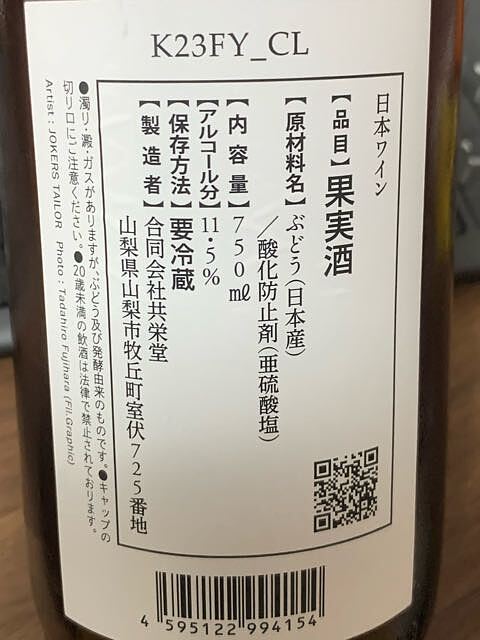 K23FY_CL
日本ワイン
【品目】果実酒
【原材料名】ぶどう(日本産)
／酸化防止剤(亜硫酸塩)
【内容量】750㎖
【アルコール分】11・5%
【保存方法】要冷蔵
【製造者】合同会社共栄堂
山梨県山梨市牧丘町室伏725番地
●濁り・澱・ガスがありますが、ぶどう及び発酵由来のものです。●キャップの
切り口にご注意ください。●20歳未満の飲酒は法律で禁止されております。
Artist : JOKERS TAILOR Photo : Tadahiro Fujihara (Fil.Graphic)
4 595122 994154